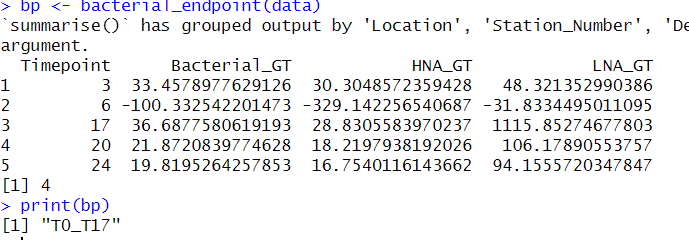 > bp <- bacterial_endpoint(data)
`summarise()` has grouped output by 'Location', 'Station_Number', 'De
argument.
Timepoint Bacterial_GT HNA_GT LNA_GT
1 3 33.4578977629126 30.3048572359428 48.321352990386
2 6 -100.332542201473 -329.142256540687 -31.8334495011095
3 17 36.6877580619193 28.8305583970237 1115.85274677803
4 20 21.8720839774628 18.2197938192026 106.17890553757
5 24 19.8195264257853 16.7540116143662 94.1555720347847
[1] 4
> print(bp)
[1] "T0_T17"